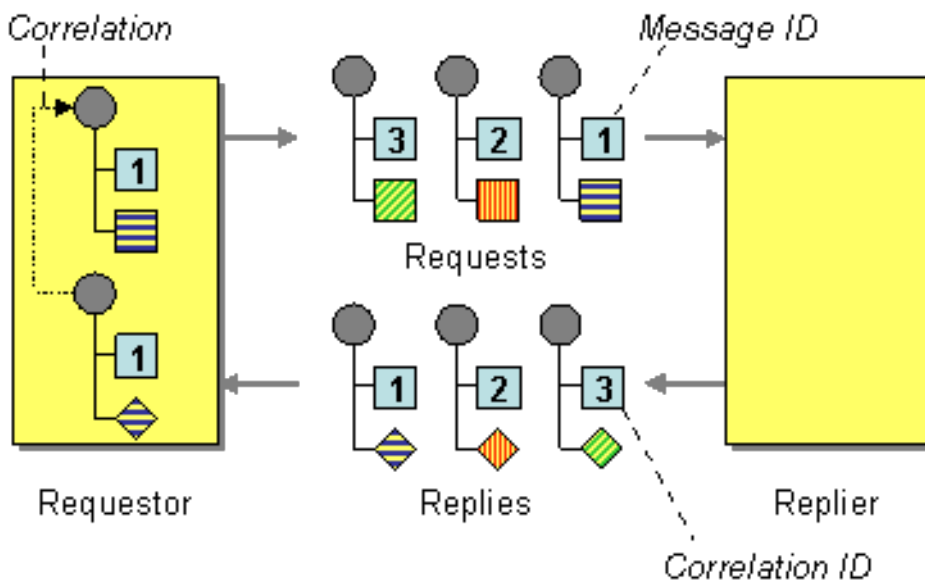 Correlation
Message ID
3 2 1
1
Requests
1
1 2 3
Requestor
Replies
Replier
Correlation ID